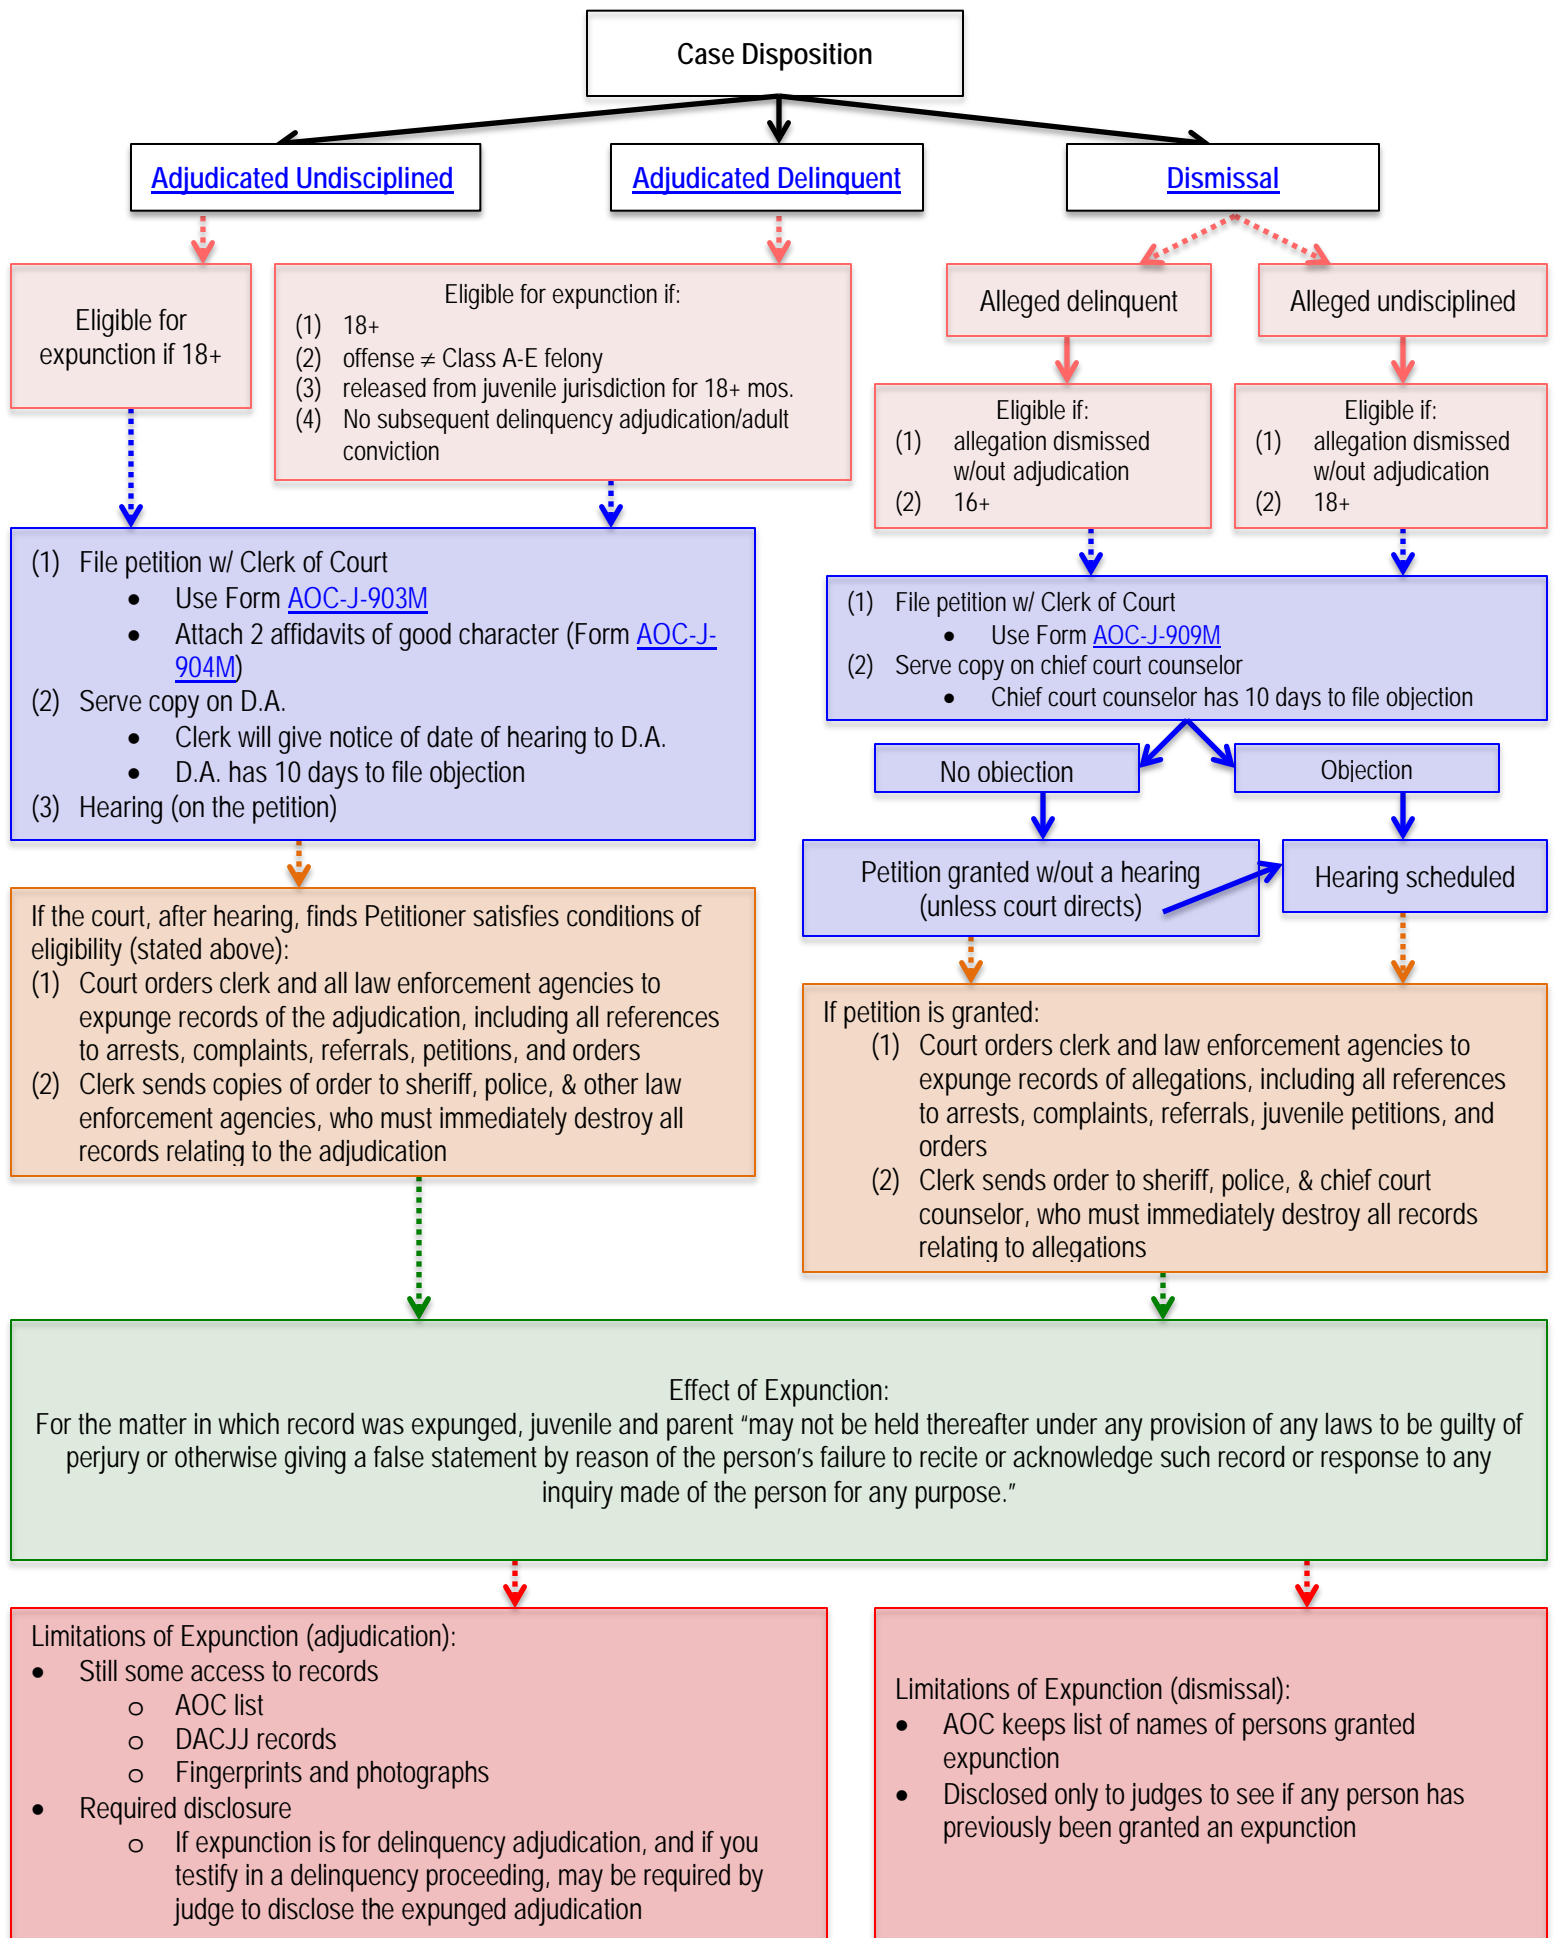 Case Disposition
Adjudicated Undisciplined
Adjudicated Delinquent
Dismissal
Eligible for
expunction if 18+
Eligible for expunction if:
(1) 18+
(2) offense ≠ Class A-E felony
(3) released from juvenile jurisdiction for 18+ mos.
(4) No subsequent delinquency adjudication/adult
conviction
Alleged delinquent
Alleged undisciplined
Eligible if:
(1) allegation dismissed
w/out adjudication
(2) 16+
Eligible if:
(1) allegation dismissed
w/out adjudication
(2) 18+
(1) File petition w/ Clerk of Court
• Use Form AOC-J-903M
• Attach 2 affidavits of good character (Form AOC-J-
904M)
(2) Serve copy on D.A.
• Clerk will give notice of date of hearing to D.A.
• D.A. has 10 days to file objection
(3) Hearing (on the petition)
(1) File petition w/ Clerk of Court
• Use Form AOC-J-909M
(2) Serve copy on chief court counselor
• Chief court counselor has 10 days to file objection
No objection
Objection
Petition granted w/out a hearing
(unless court directs)
Hearing scheduled
If the court, after hearing, finds Petitioner satisfies conditions of
eligibility (stated above):
(1) Court orders clerk and all law enforcement agencies to
expunge records of the adjudication, including all references
to arrests, complaints, referrals, petitions, and orders
(2) Clerk sends copies of order to sheriff, police, & other law
enforcement agencies, who must immediately destroy all
records relating to the adjudication
If petition is granted:
(1) Court orders clerk and law enforcement agencies to
expunge records of allegations, including all references
to arrests, complaints, referrals, juvenile petitions, and
orders
(2) Clerk sends order to sheriff, police, & chief court
counselor, who must immediately destroy all records
relating to allegations
Effect of Expunction:
For the matter in which record was expunged, juvenile and parent “may not be held thereafter under any provision of any laws to be guilty of
perjury or otherwise giving a false statement by reason of the person’s failure to recite or acknowledge such record or response to any
inquiry made of the person for any purpose.”
Limitations of Expunction (adjudication):
• Still some access to records
o AOC list
o DACJJ records
o Fingerprints and photographs
• Required disclosure
o If expunction is for delinquency adjudication, and if you
testify in a delinquency proceeding, may be required by
judge to disclose the expunged adjudication
Limitations of Expunction (dismissal):
• AOC keeps list of names of persons granted
expunction
• Disclosed only to judges to see if any person has
previously been granted an expunction